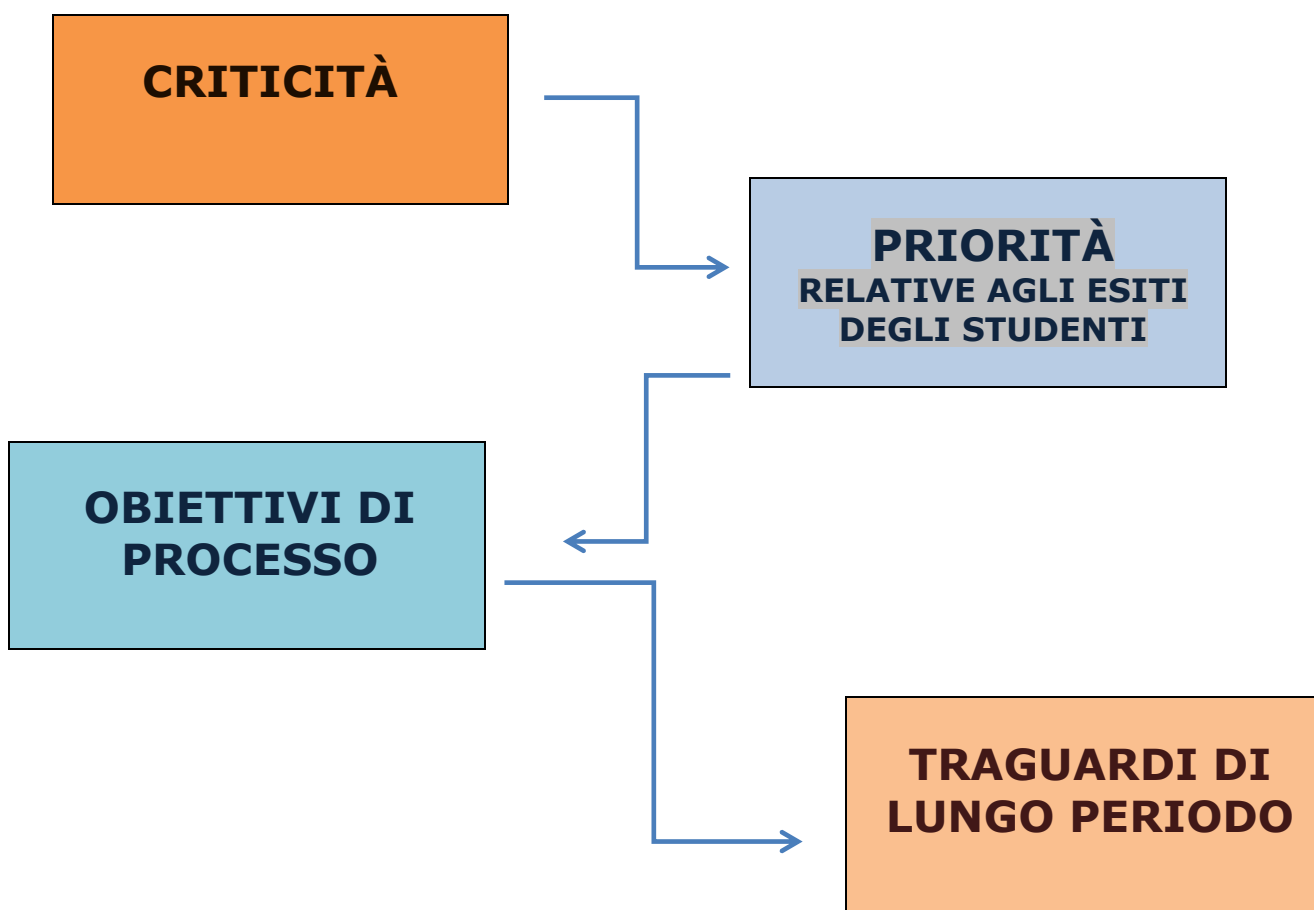 CRITICITÀ
PRIORITÀ
RELATIVE AGLI ESITI
DEGLI STUDENTI
OBIETTIVI DI
PROCESSO
TRAGUARDI DI
LUNGO PERIODO